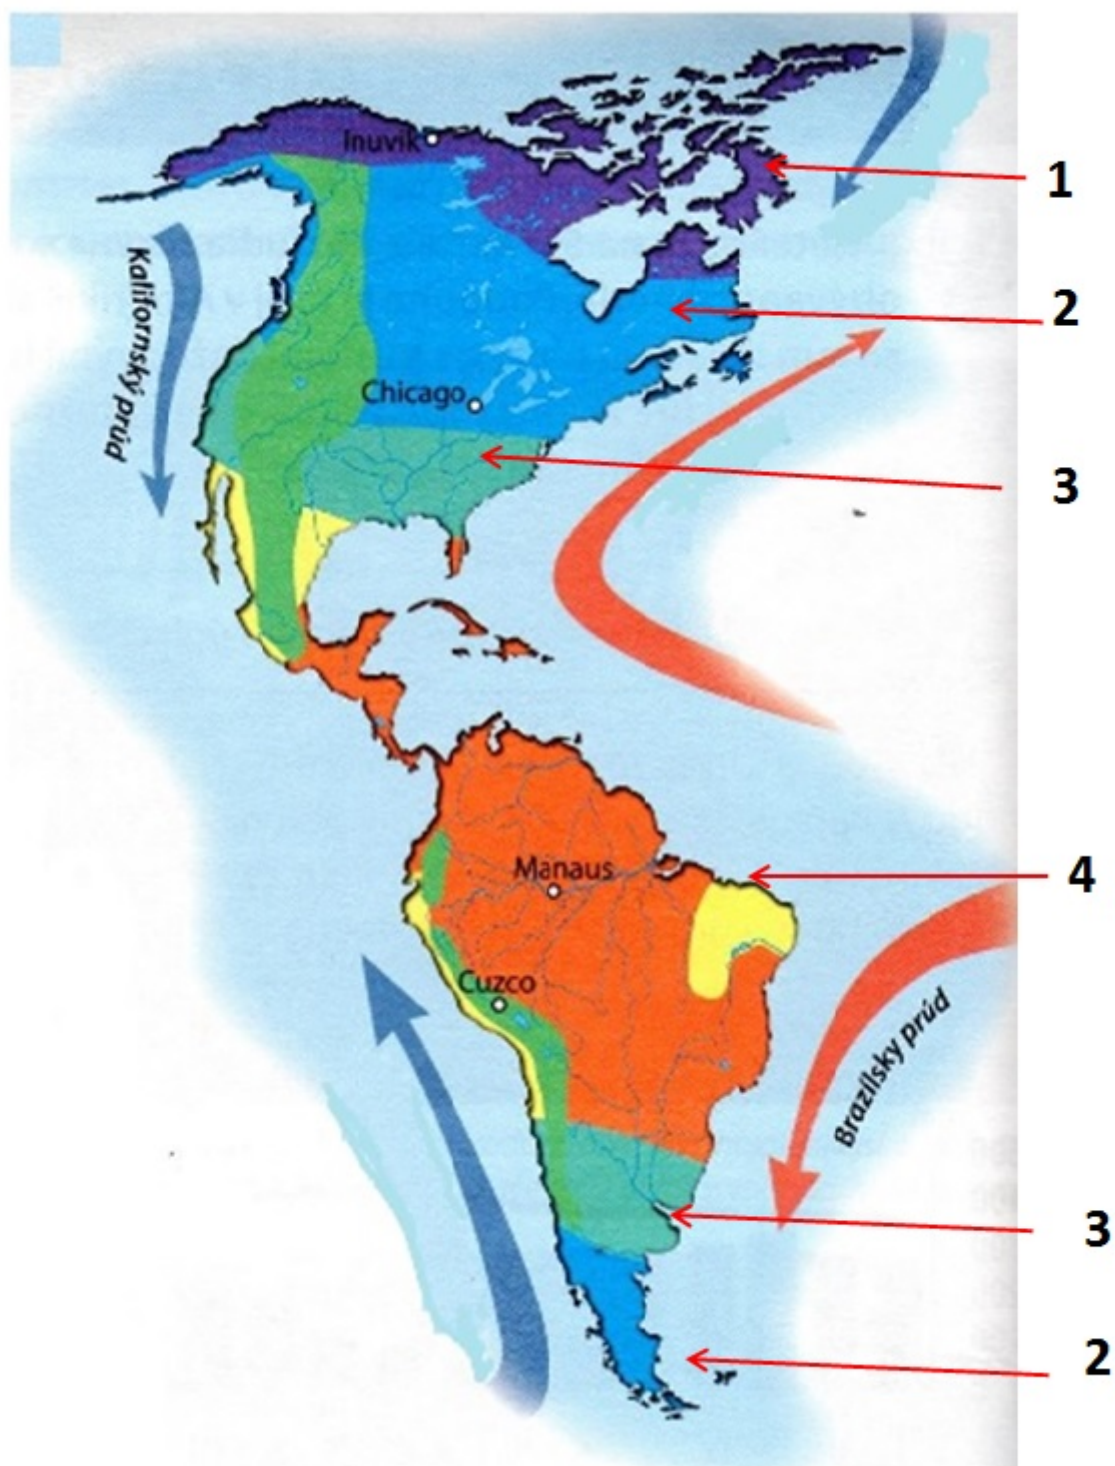 Inuvik
1
2
Kalifornský prúd
Chicago
3
Manaus
4
Cuzco
Brazílsky prúd
3
2